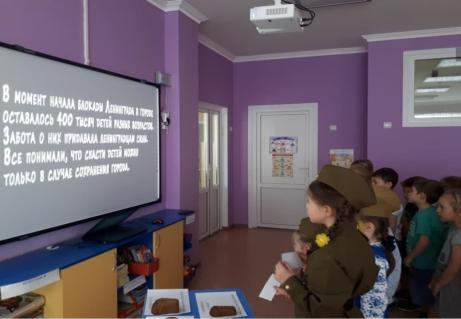 В МОМЕНТ НАЧАЛА БЛОКАДЫ ЛЕНИНГРАДА В ГОРОДЕ
ОСТАВАЛОСЬ 400 ТЫСЯЧ ДЕТЕЙ РАЗНЫХ ВОЗРАСТОВ.
ЗАБОТА О НИХ ПРИДАВАЛА ЛЕНИНГРАДЦАМ СИЛЫ.
ВСЕ ПОНИМАЛИ, ЧТО СПАСТИ ДЕТЕЙ МОЖНО
ТОЛЬКО В СЛУЧАЕ СОХРАНЕНИЯ ГОРОДА.